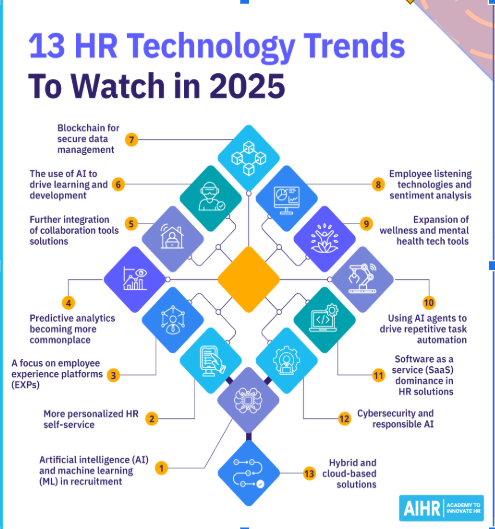 13 HR Technology Trends
To Watch in 2025
Blockchain for
secure data
management
7
The use of AI to
drive learning and
development
6
8
Employee listening
technologies and
sentiment analysis
Further integration
of collaboration tools
solutions
5
9
Expansion of
wellness and mental
health tech tools
4
Predictive analytics
becoming more
commonplace
10
Using AI agents to
drive repetitive task
automation
A focus on employee
experience platforms
(EXPs)
3
11
Software as a
service (SaaS)
dominance in
HR solutions
More personalized HR
self-service
2
12
Cybersecurity and
responsible AI
Artificial intelligence (AI)
and machine learning
(ML) in recruitment
1
13
Hybrid and
cloud-based
solutions
AIHR
ACADEMY TO
INNOVATE HR